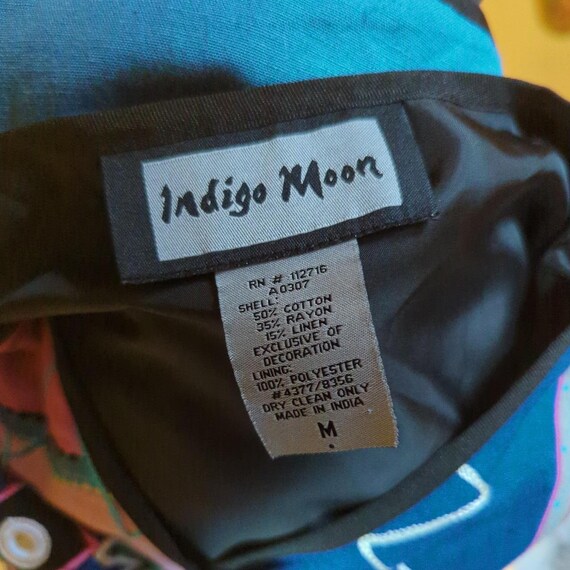 Indigo Moon
RN # 112716
A0307
SHELL:
50% COTTON
35% RAYON
15% LINEN
EXCLUSIVE OF
DECORATION
LINING:
100% POLYESTER
#4377/8356
DRY CLEAN ONLY
MADE IN INDIA
M